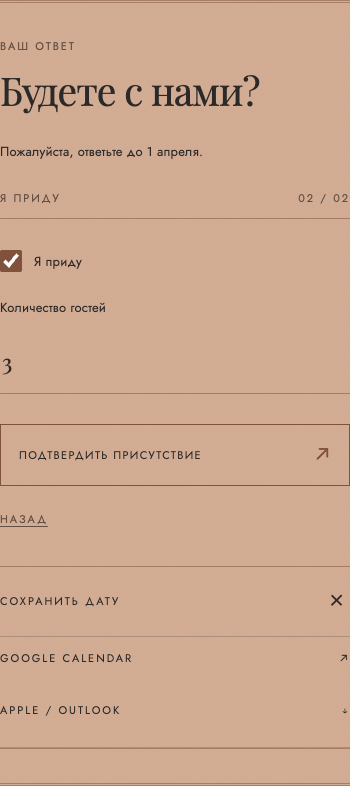 ВАШ ОТВЕТ
Будете с нами?
Пожалуйста, ответьте до 1 апреля.
Я ПРИДУ 02 / 02
Я приду
Количество гостей
3
ПОДТВЕРДИТЬ ПРИСУТСТВИЕ
НАЗАД
СОХРАНИТЬ ДАТУ
GOOGLE CALENDAR
APPLE / OUTLOOK